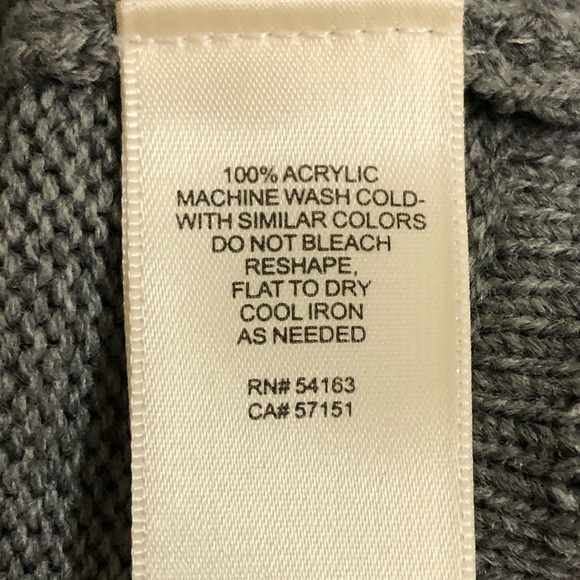 100% ACRYLIC
MACHINE WASH COLD-
WITH SIMILAR COLORS
DO NOT BLEACH
RESHAPE,
FLAT TO DRY
COOL IRON
AS NEEDED
RN# 54163
CA# 57151